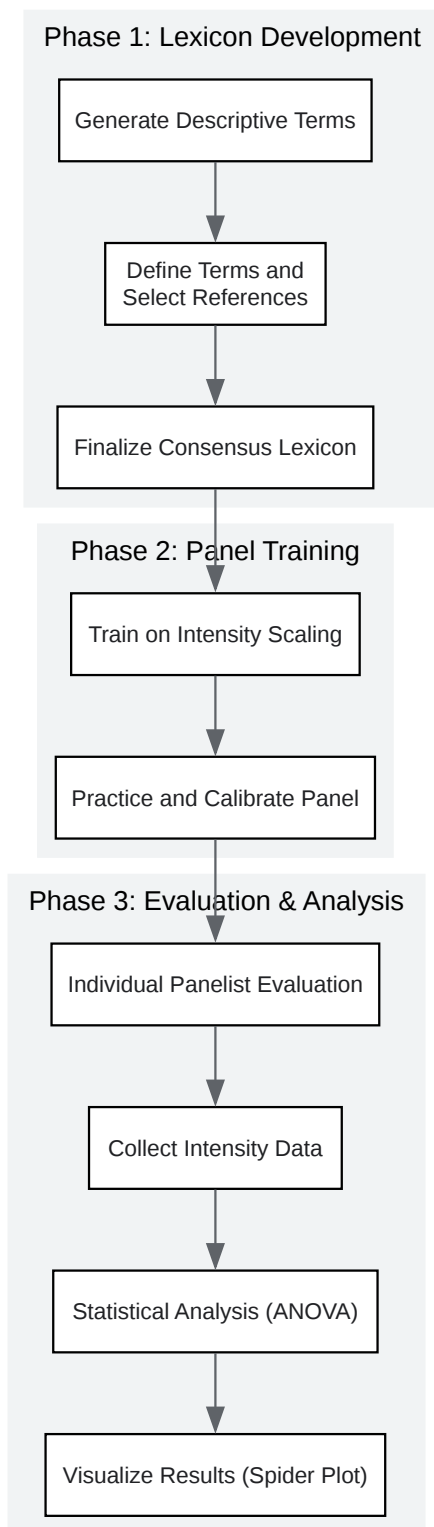 Phase 1: Lexicon Development
Generate Descriptive Terms
Define Terms and
Select References
Finalize Consensus Lexicon
Phase 2: Panel Training
Train on Intensity Scaling
Practice and Calibrate Panel
Phase 3: Evaluation & Analysis
Individual Panelist Evaluation
Collect Intensity Data
Statistical Analysis (ANOVA)
Visualize Results (Spider Plot)